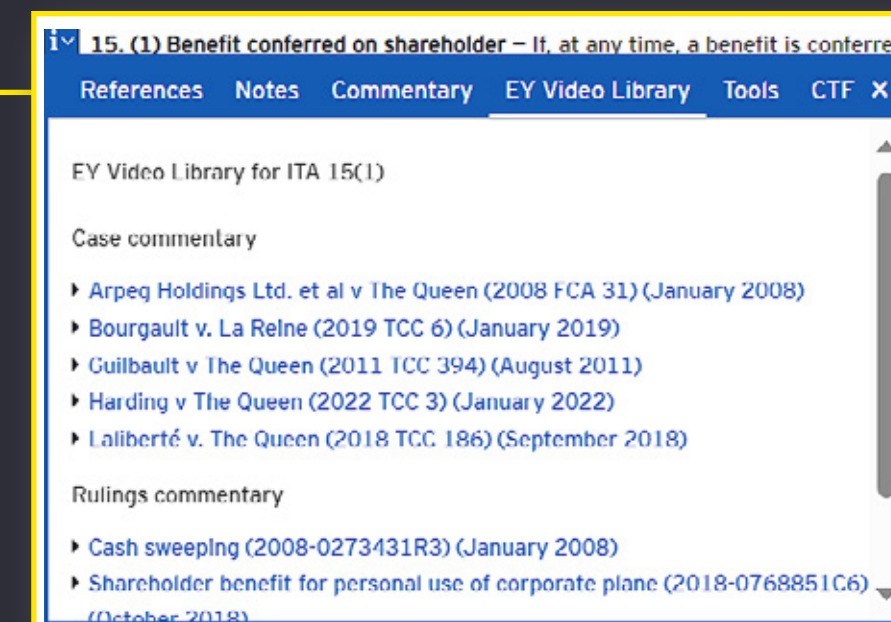 15. (1) Benefit conferred on shareholder – If, at any time, a benefit is conferre
References Notes Commentary EY Video Library Tools CTF X
EY Video Library for ITA 15(1)
Case commentary
Arpeg Holdings Ltd. et al v The Queen (2008 FCA 31) (January 2008)
Bourgault v. La Reine (2019 TCC 6) (January 2019)
Guilbault v The Queen (2011 TCC 394) (August 2011)
Harding v The Queen (2022 TCC 3) (January 2022)
Laliberté v. The Queen (2018 TCC 186) (September 2018)
Rulings commentary
Cash sweeping (2008-0273431R3) (January 2008)
Shareholder benefit for personal use of corporate plane (2018-0768851C6)
(October 2018)